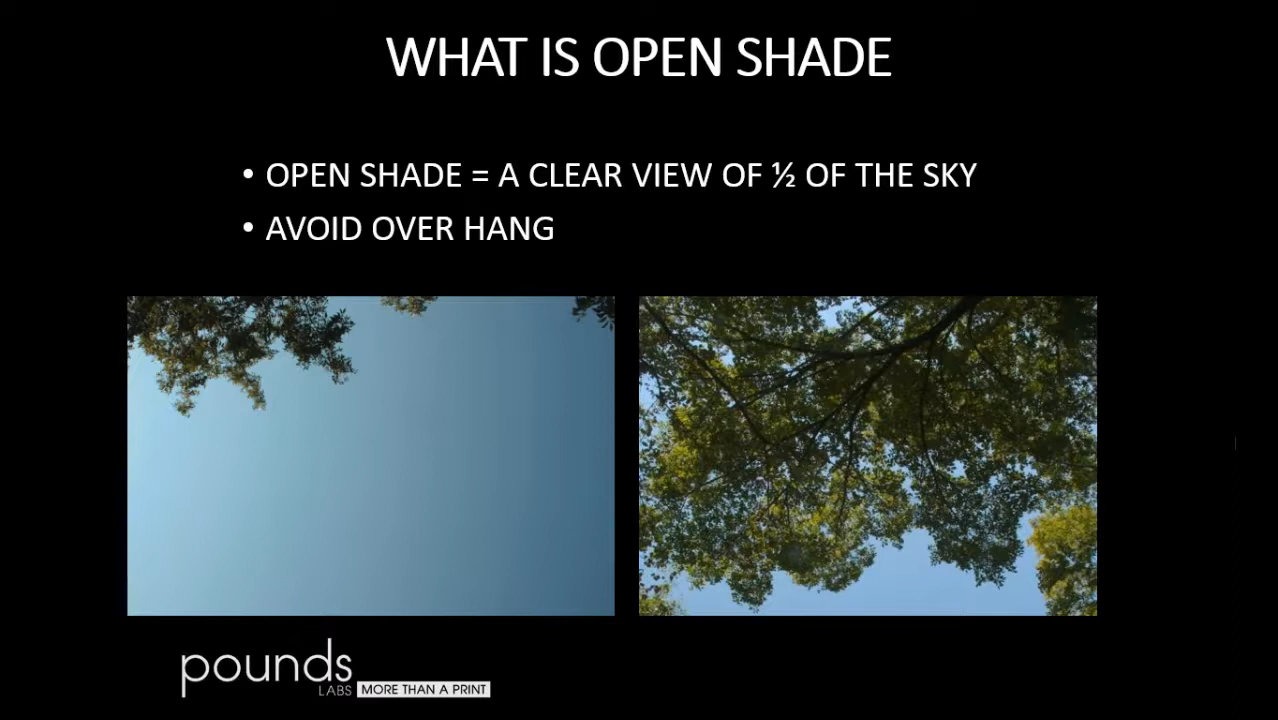 WHAT IS OPEN SHADE
• OPEN SHADE = A CLEAR VIEW OF ½ OF THE SKY
• AVOID OVER HANG
pounds
LABS MORE THAN A PRINT